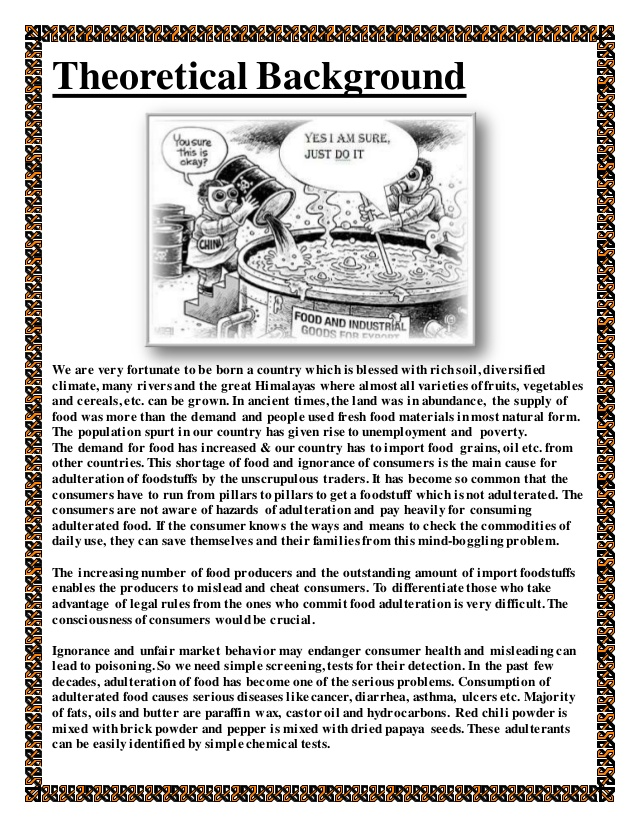 Theoretical Background
You sure
this is
okay?
YES I AM SURE,
JUST DO IT
CHINA
FOOD AND INDUSTRIAL
GOODS FOR EXPORT
We are very fortunate to be born a country which is blessed with rich soil, diversified
climate, many rivers and the great Himalayas where almost all varieties of fruits, vegetables
and cereals, etc. can be grown. In ancient times, the land was in abundance, the supply of
food was more than the demand and people used fresh food materials in most natural form.
The population spurt in our country has given rise to unemployment and poverty.
The demand for food has increased & our country has to import food grains, oil etc. from
other countries. This shortage of food and ignorance of consumers is the main cause for
adulteration of foodstuffs by the unscrupulous traders. It has become so common that the
consumers have to run from pillars to pillars to get a foodstuff which is not adulterated. The
consumers are not aware of hazards of adulteration and pay heavily for consuming
adulterated food. If the consumer knows the ways and means to check the commodities of
daily use, they can save themselves and their families from this mind-boggling problem.
The increasing number of food producers and the outstanding amount of import foodstuffs
enables the producers to mislead and cheat consumers. To differentiate those who take
advantage of legal rules from the ones who commit food adulteration is very difficult. The
consciousness of consumers would be crucial.
Ignorance and unfair market behavior may endanger consumer health and misleading can
lead to poisoning. So we need simple screening, tests for their detection. In the past few
decades, adulteration of food has become one of the serious problems. Consumption of
adulterated food causes serious diseases like cancer, diarrhea, asthma, ulcers etc. Majority
of fats, oils and butter are paraffin wax, castor oil and hydrocarbons. Red chili powder is
mixed with brick powder and pepper is mixed with dried papaya seeds. These adulterants
can be easily identified by simple chemical tests.